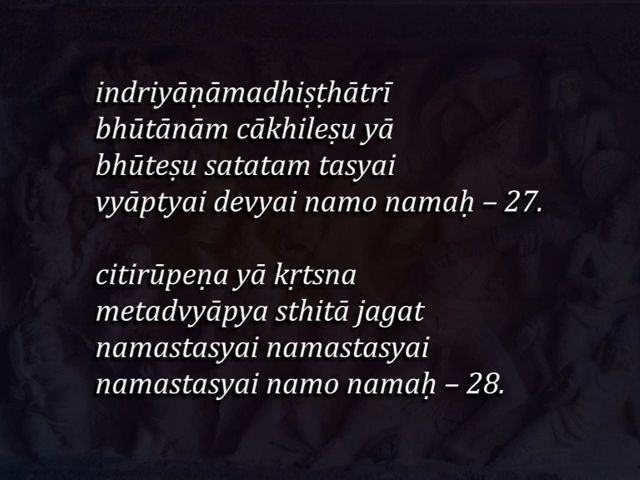 indriyāṇāmadhiṣṭhātrī
bhūtānām cākhileṣu yā
bhūteṣu satatam tasyai
vyāptyai devyai namo namaḥ – 27.
citirūpeṇa yā kṛtsna
metadvyāpya sthitā jagat
namastasyai namastasyai
namastasyai namo namaḥ – 28.